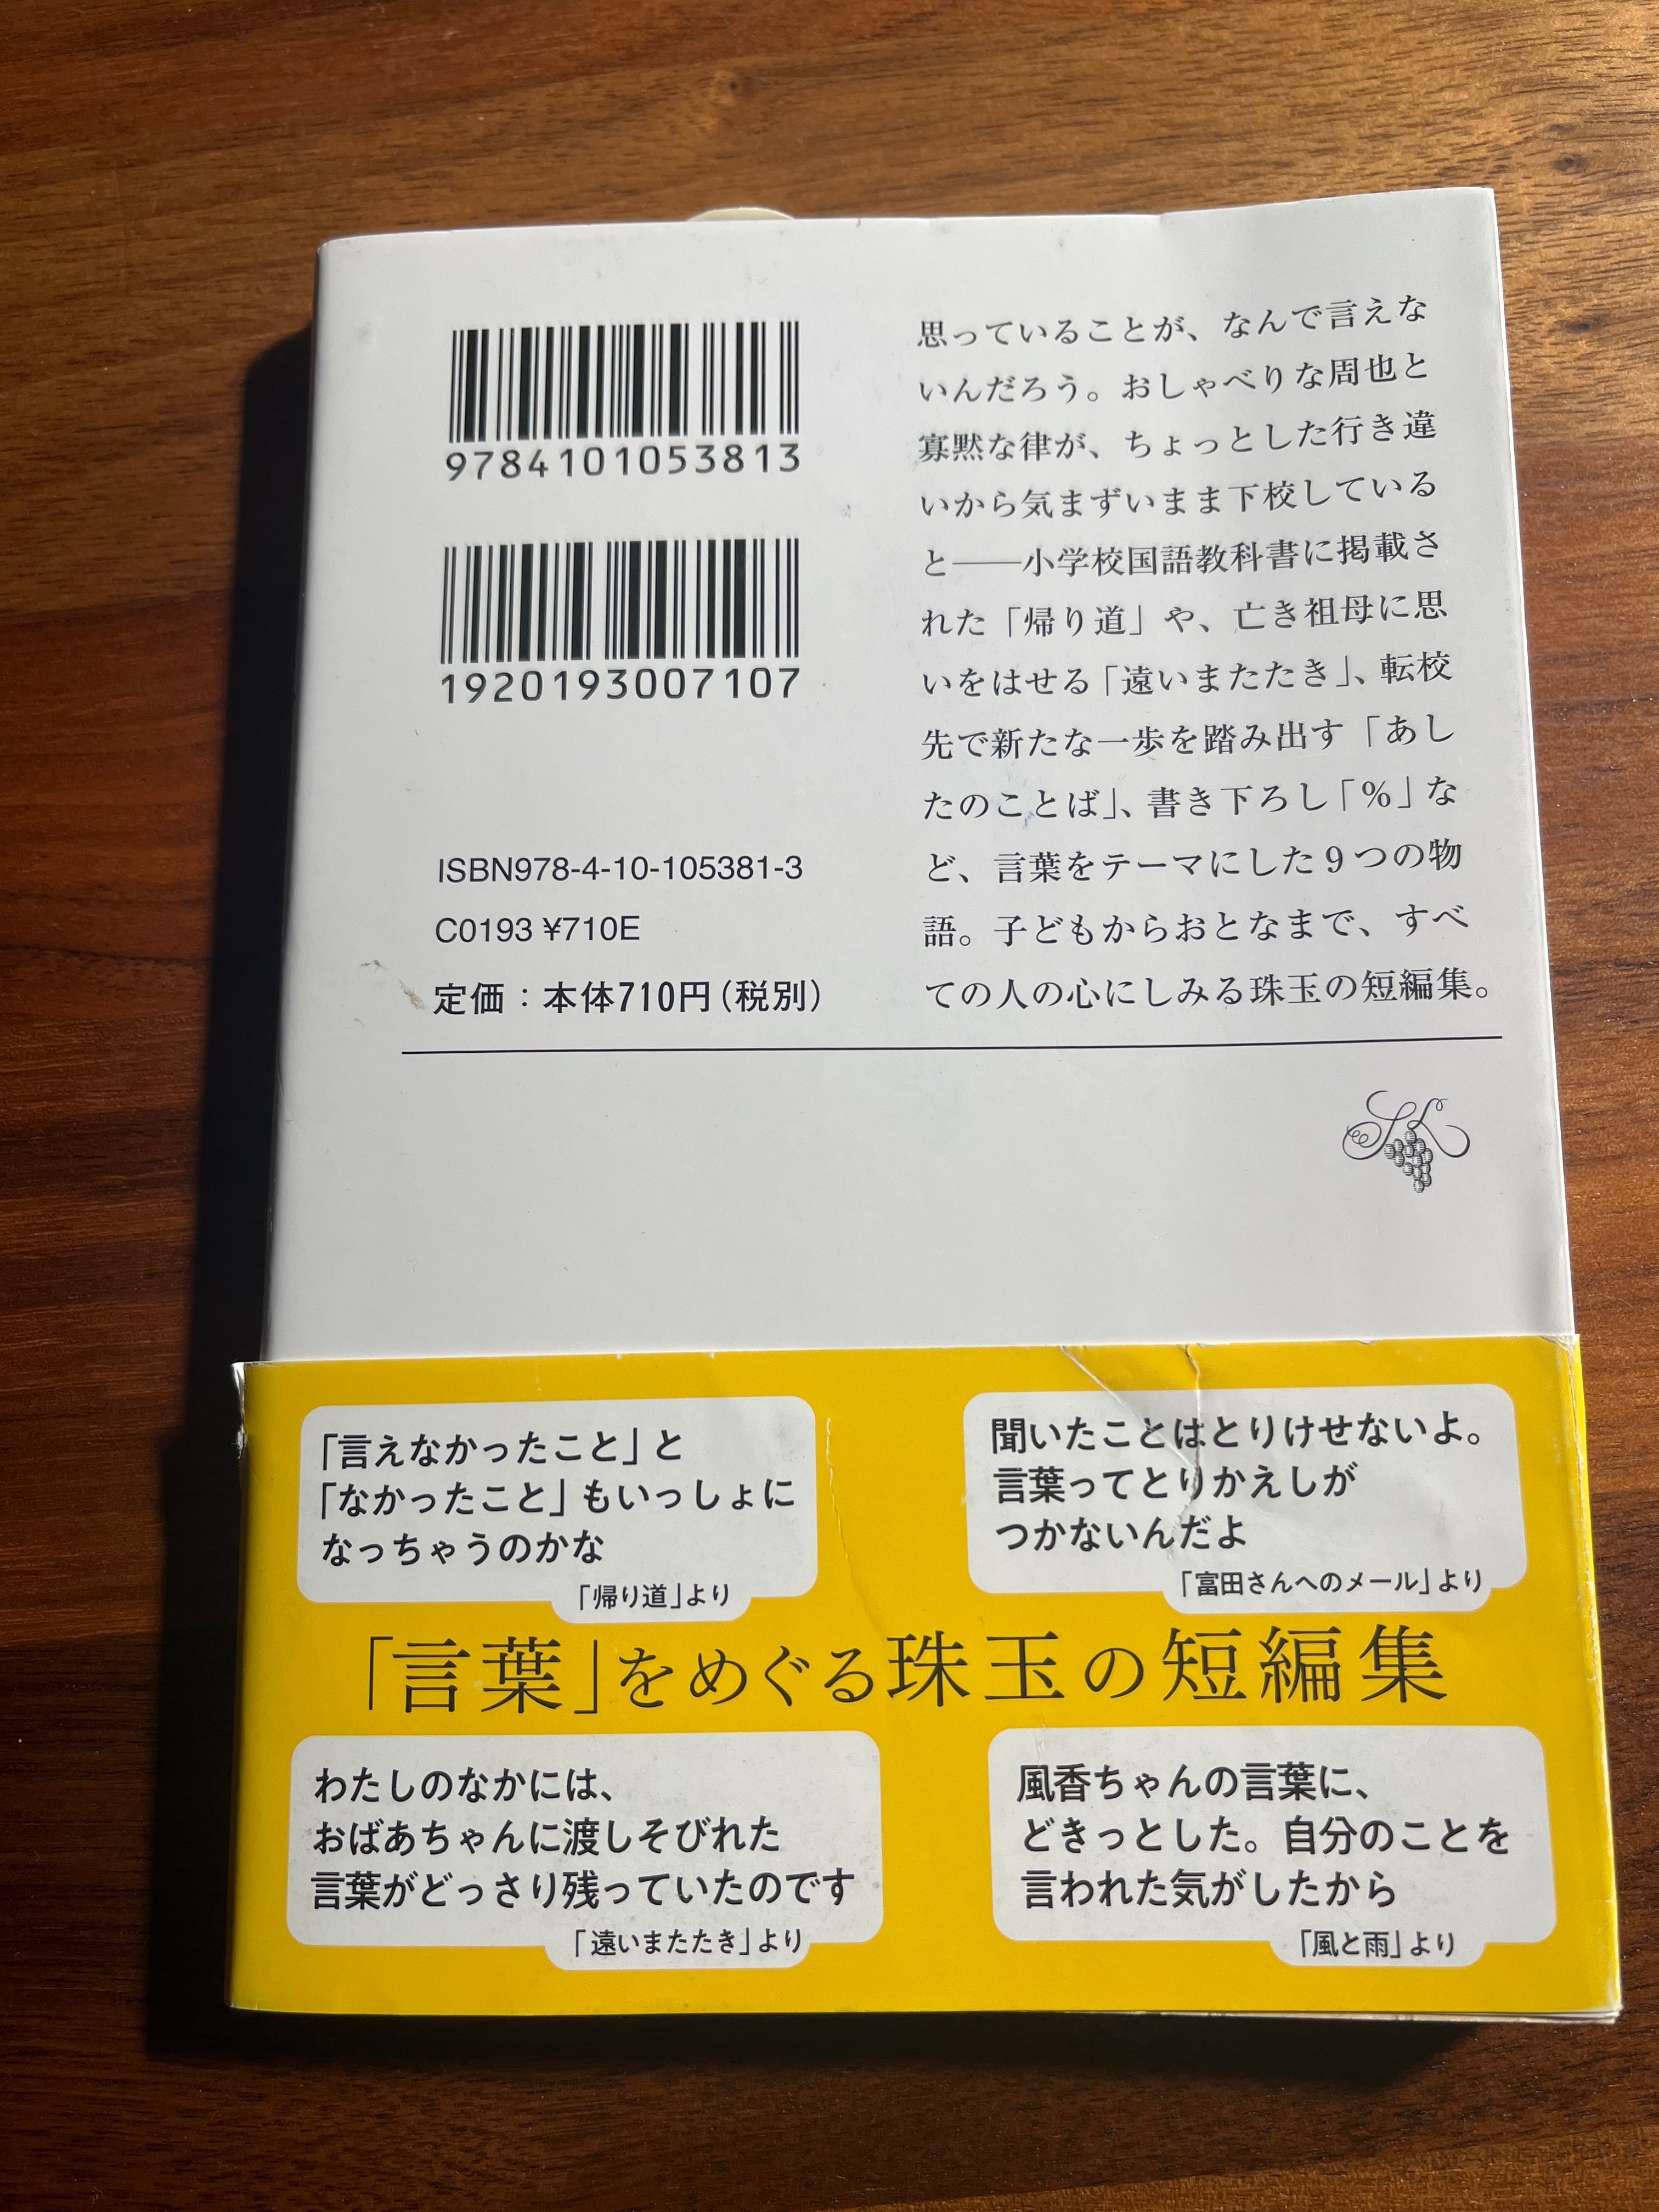 9784101053813
1920193007107
ISBN978-4-10-105381-3
C0193 ¥710E
定価：本体710円（税別）
思っていることが、なんで言えな
いんだろう。おしゃべりな周也と
寡黙な律が、ちょっとした行き違
いから気まずいまま下校している
と――小学校国語教科書に掲載さ
れた「帰り道」や、亡き祖母に思
いをはせる「遠いまたたき」、転校
先で新たな一歩を踏み出す「あし
たのことば」、書き下ろし「％」な
ど、言葉をテーマにした９つの物
語。子どもからおとなまで、すべ
ての人の心にしみる珠玉の短編集。
「言えなかったこと」と
「なかったこと」もいっしょに
なっちゃうのかな
「帰り道」より
聞いたことはとりけせないよ。
言葉ってとりかえしが
つかないんだよ
「富田さんへのメール」より
「言葉」をめぐる珠玉の短編集
わたしのなかには、
おばあちゃんに渡しそびれた
言葉がどっさり残っていたのです
「遠いまたたき」より
風香ちゃんの言葉に、
どきっとした。自分のことを
言われた気がしたから
「風と雨」より